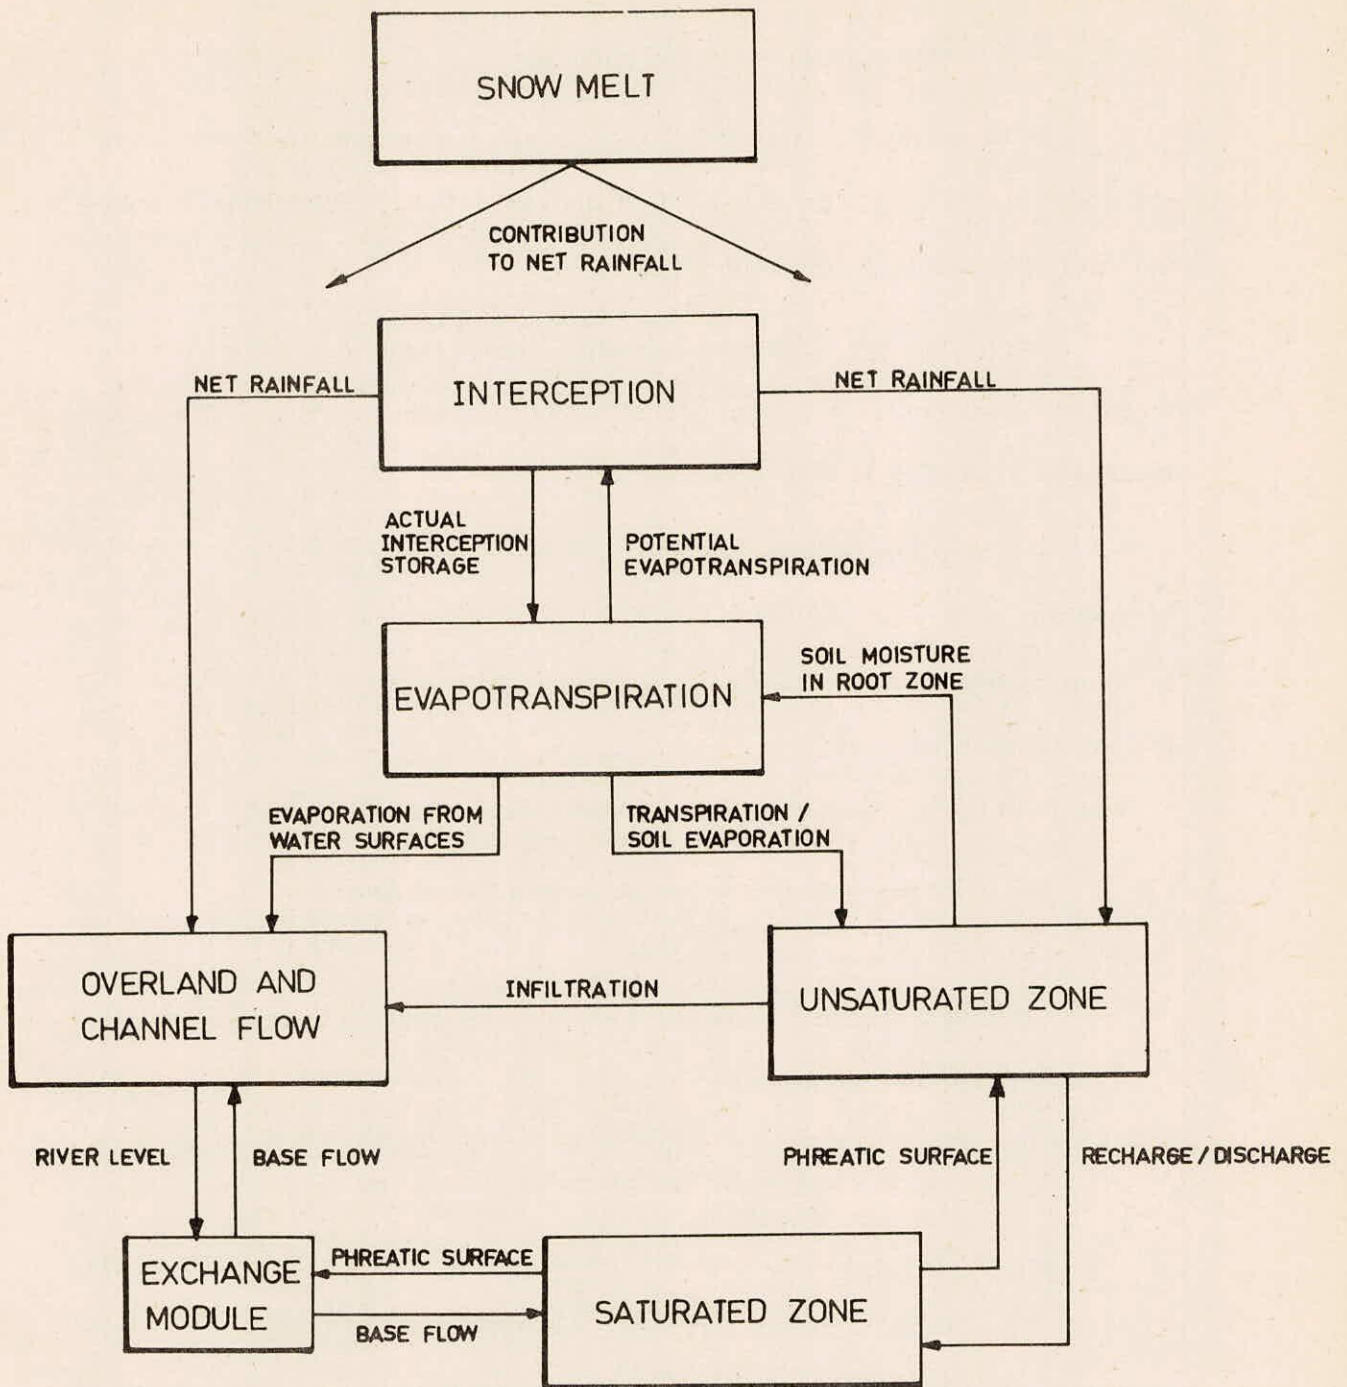 SNOW MELT
CONTRIBUTION
TO NET RAINFALL
NET RAINFALL
INTERCEPTION
NET RAINFALL
ACTUAL
INTERCEPTION
STORAGE
POTENTIAL
EVAPOTRANSPIRATION
SOIL MOISTURE
IN ROOT ZONE
EVAPOTRANSPIRATION
EVAPORATION FROM
WATER SURFACES
TRANSPIRATION /
SOIL EVAPORATION
OVERLAND AND
CHANNEL FLOW
INFILTRATION
UNSATURATED ZONE
RIVER LEVEL
BASE FLOW
PHREATIC SURFACE
RECHARGE / DISCHARGE
EXCHANGE
MODULE
PHREATIC SURFACE
BASE FLOW
SATURATED ZONE